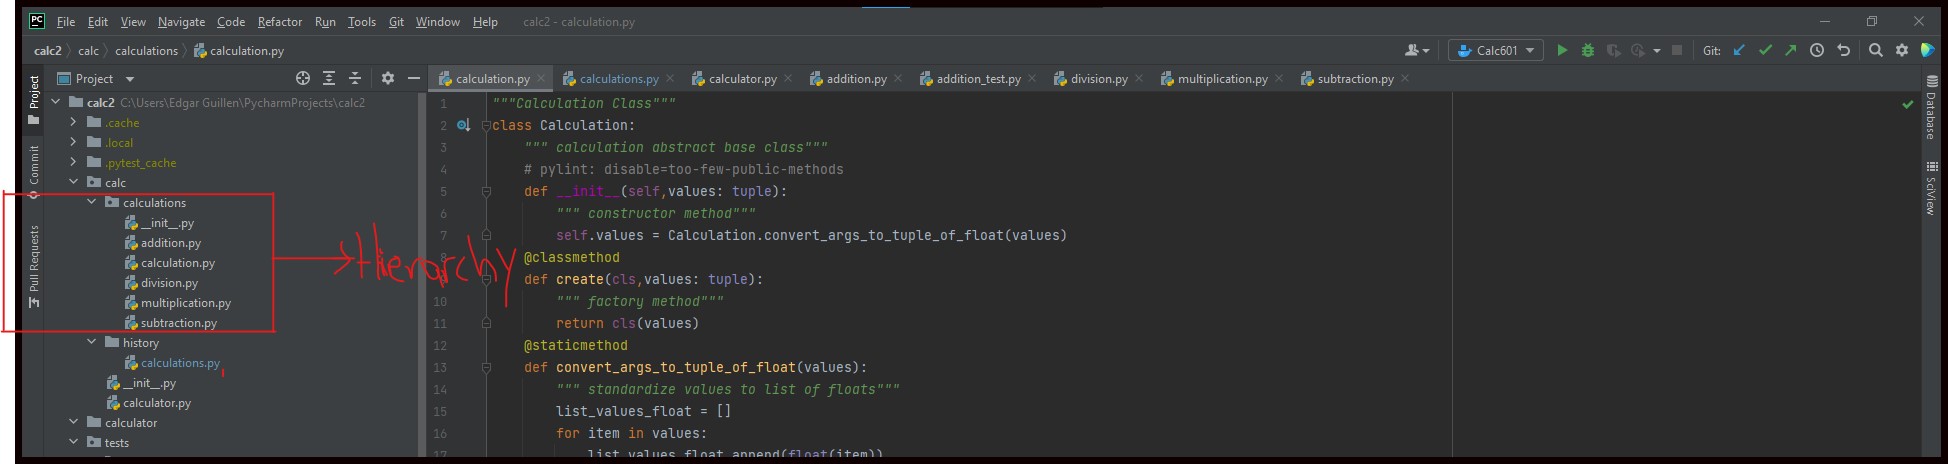 PC File Edit View Navigate Code Refactor Run Tools Git Window Help calc2 - calculation.py
calc2 calc calculations calculation.py Calc601 Git:
Project
calculation.py calculations.py calculator.py addition.py addition_test.py division.py multiplication.py subtraction.py
Project
Commit
Pull Requests
calc2 C:\Users\Edgar Guillen\PycharmProjects\calc2
.cache
.local
.pytest_cache
calc
calculations
__init__.py
addition.py
calculation.py
division.py
multiplication.py
subtraction.py
history
calculations.py
__init__.py
calculator.py
calculator
tests
Hierarchy
1 """Calculation Class"""
2 class Calculation:
3 """ calculation abstract base class"""
4 # pylint: disable=too-few-public-methods
5 def __init__(self,values: tuple):
6 """ constructor method"""
7 self.values = Calculation.convert_args_to_tuple_of_float(values)
8 @classmethod
9 def create(cls,values: tuple):
10 """ factory method"""
11 return cls(values)
12 @staticmethod
13 def convert_args_to_tuple_of_float(values):
14 """ standardize values to list of floats"""
15 list_values_float = []
16 for item in values:
17 list_values_float.append(float(item))
Database
SciView